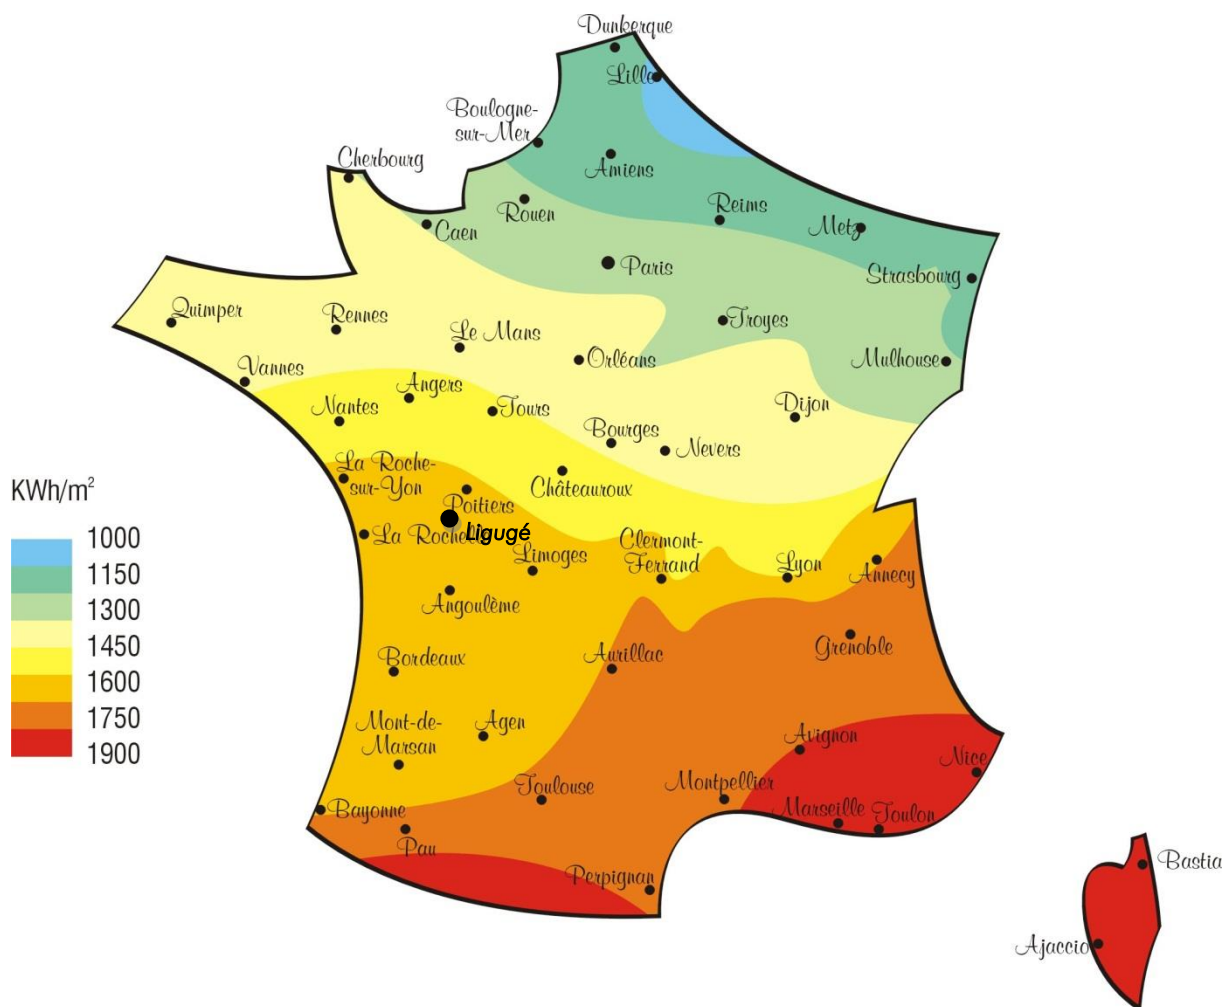 Dunkerque
Lille
Boulogne-
sur-Mer
Amiens
Cherbourg
Rouen
Reims
Metz
Caen
Paris
Strasbourg
Quimper
Rennes
Le Mans
Troyes
Orléans
Mulhouse
Vannes
Angers
Nantes
Tours
Dijon
Bourges
Nevers
La Roche-
sur-Yon
Châteauroux
Poitiers
La Rochelle
Ligugé
Limoges
Clermont-
Ferrand
Lyon
Annecy
Angoulême
Grenoble
Bordeaux
Aurillac
Mont-de-
Marsan
Agen
Avignon
Nice
Toulouse
Montpellier
Marseille
Toulon
Bayonne
Pau
Perpignan
Bastia
Ajaccio
KWh/m²
1000
1150
1300
1450
1600
1750
1900